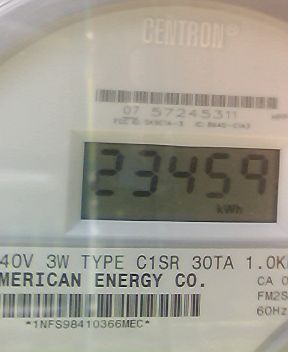 CENTRON®
07 57245311
23459
kWh
40V 3W TYPE C1SR 30TA 1.0K
MERICAN ENERGY CO.
CA 0
FM2S
60Hz
*1NFS98410366MEC*